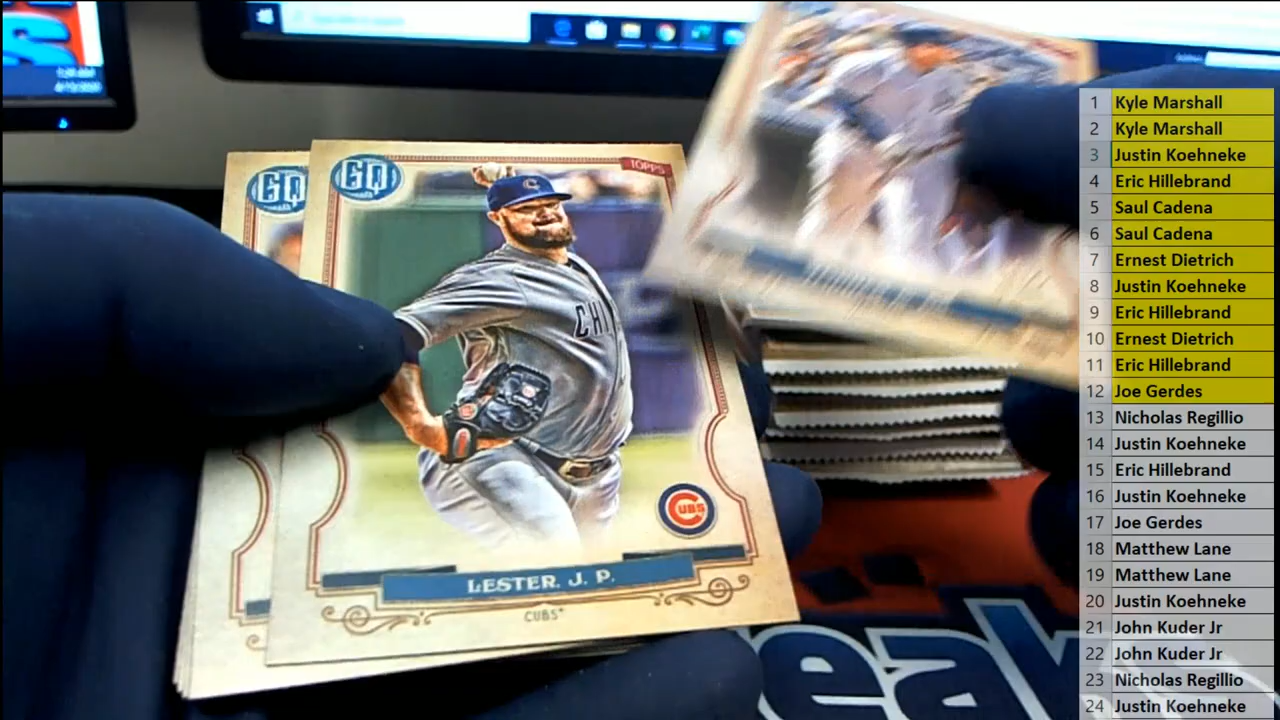 GQ
GQ
TOPPS
C
CHI
CUBS
LESTER. J. P.
CUBS
eak
1 Kyle Marshall
2 Kyle Marshall
3 Justin Koehneke
4 Eric Hillebrand
5 Saul Cadena
6 Saul Cadena
7 Ernest Dietrich
8 Justin Koehneke
9 Eric Hillebrand
10 Ernest Dietrich
11 Eric Hillebrand
12 Joe Gerdes
13 Nicholas Regillio
14 Justin Koehneke
15 Eric Hillebrand
16 Justin Koehneke
17 Joe Gerdes
18 Matthew Lane
19 Matthew Lane
20 Justin Koehneke
21 John Kuder Jr
22 John Kuder Jr
23 Nicholas Regillio
24 Justin Koehneke